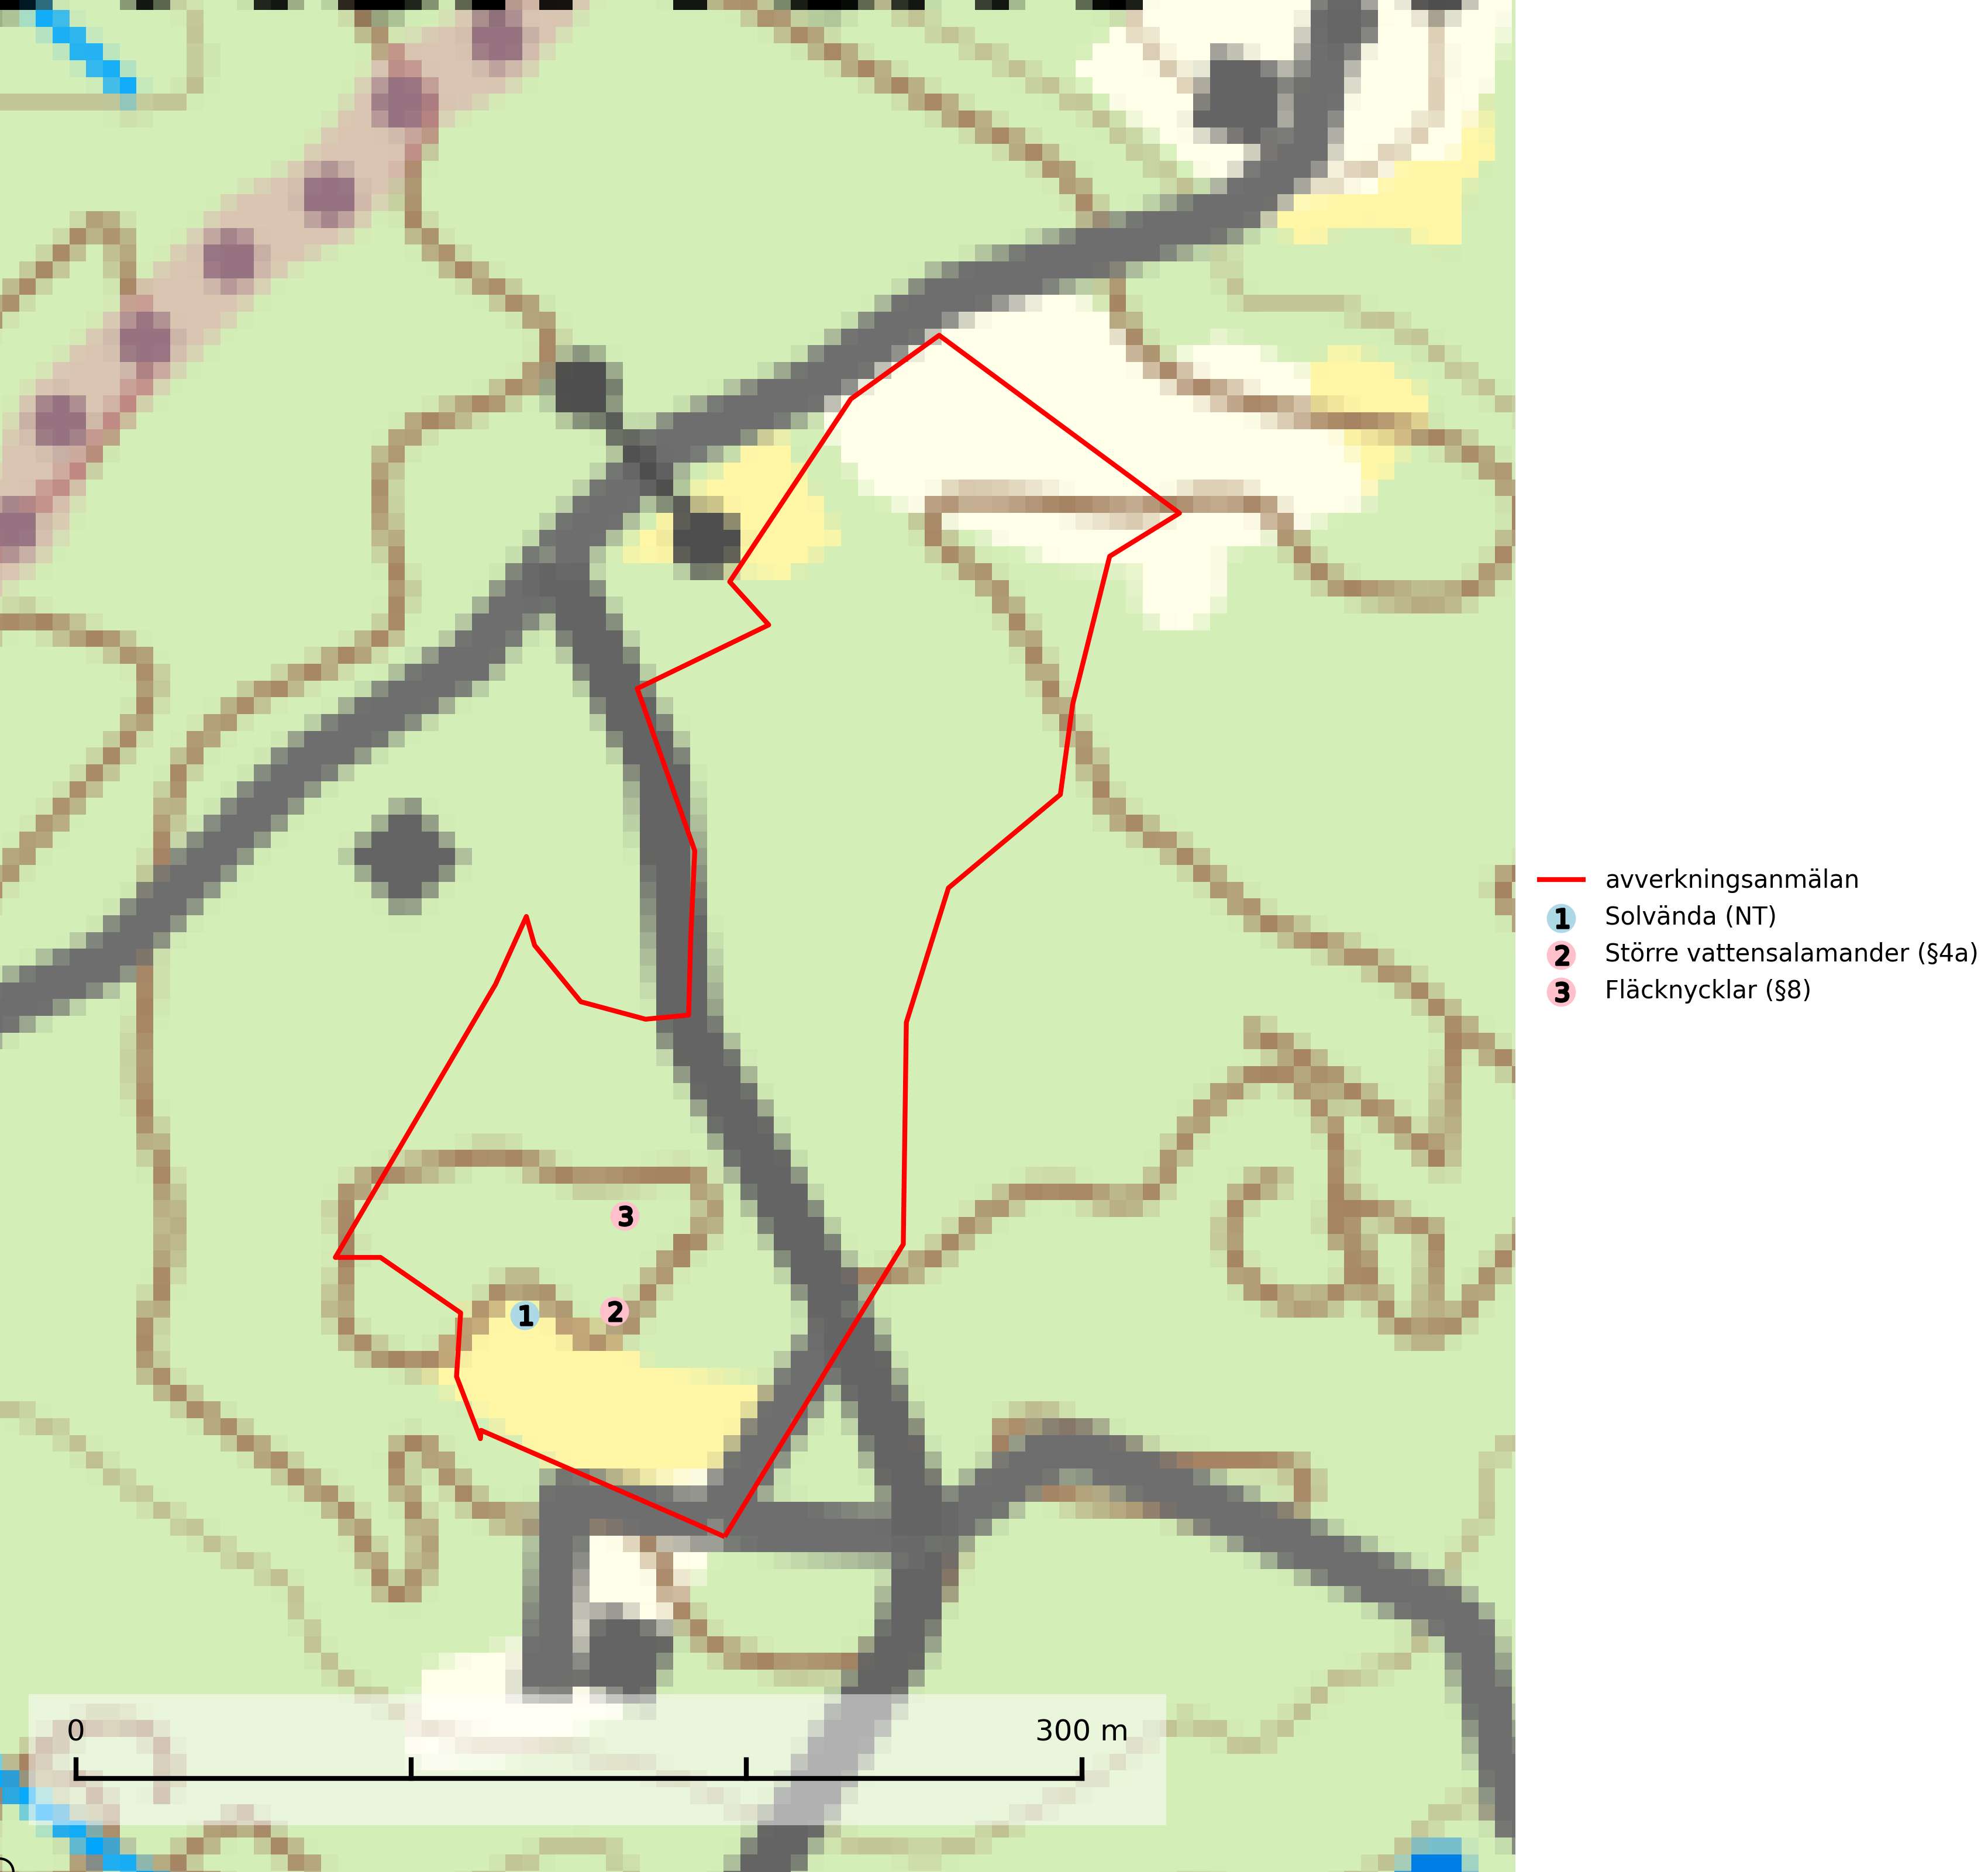 3
1
2
0
300 m
avverkningsanmälan
1 Solvända (NT)
2 Större vattensalamander (§4a)
3 Fläcknycklar (§8)